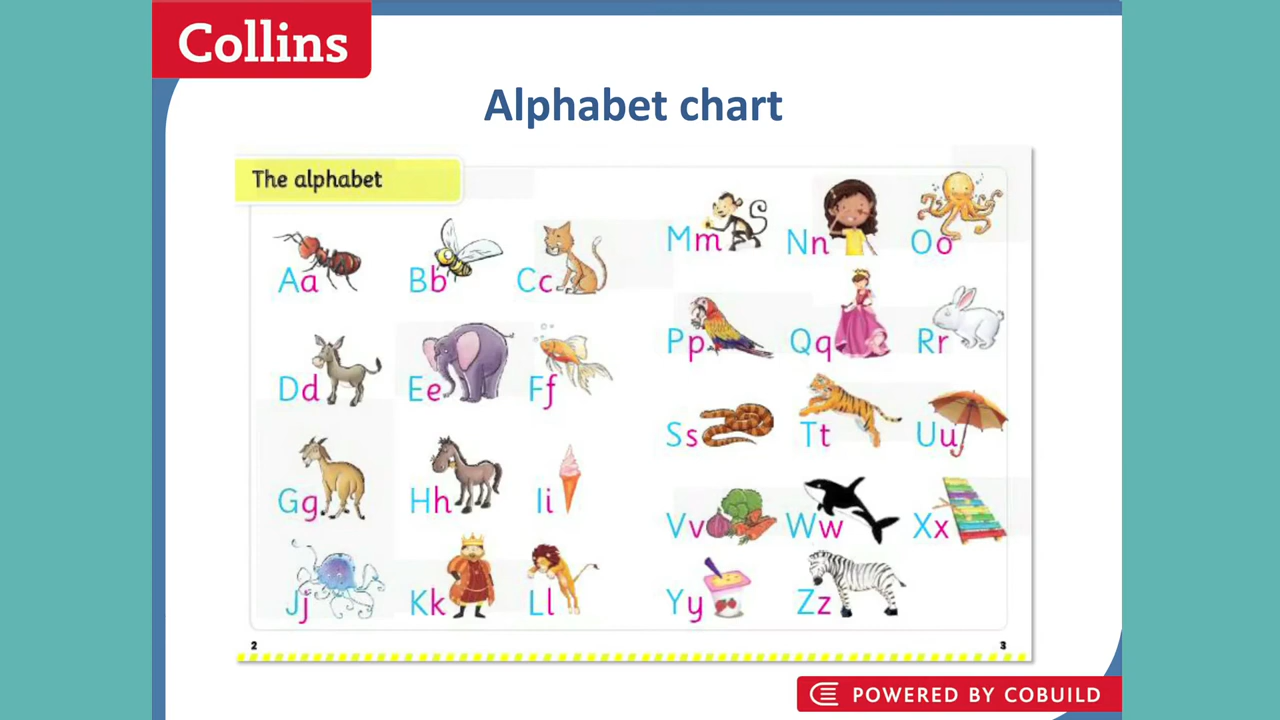 Collins
Alphabet chart
The alphabet
Aa Bb Cc
Dd Ee Ff
Gg Hh Ii
Jj Kk Ll
Mm Nn Oo
Pp Qq Rr
Ss Tt Uu
Vv Ww Xx
Yy Zz
2
3
POWERED BY COBUILD